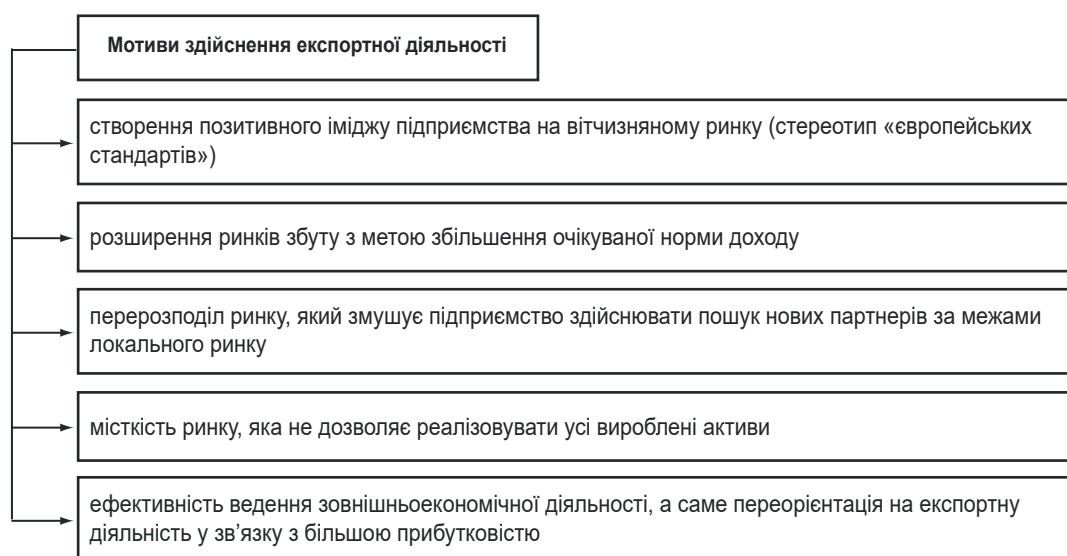 Мотиви здійснення експортної діяльності
створення позитивного іміджу підприємства на вітчизняному ринку (стереотип «європейських
стандартів»)
розширення ринків збуту з метою збільшення очікуваної норми доходу
перерозподіл ринку, який змушує підприємство здійснювати пошук нових партнерів за межами
локального ринку
місткість ринку, яка не дозволяє реалізовувати усі вироблені активи
ефективність ведення зовнішньоекономічної діяльності, а саме переорієнтація на експортну
діяльність у зв’язку з більшою прибутковістю